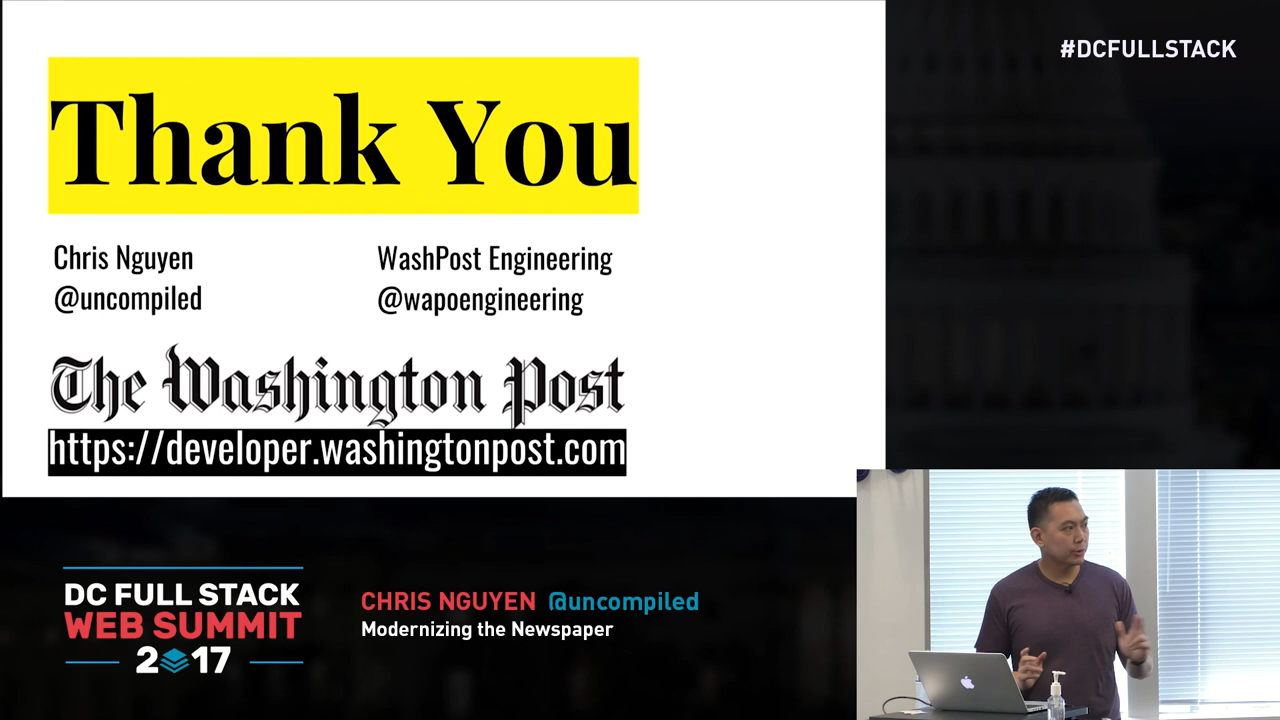 #DCFULLSTACK
Thank You
Chris Nguyen
@uncompiled
WashPost Engineering
@wapoengineering
The Washington Post
https://developer.washingtonpost.com
DC FULL STACK
WEB SUMMIT
2017
CHRIS NGUYEN @uncompiled
Modernizing the Newspaper